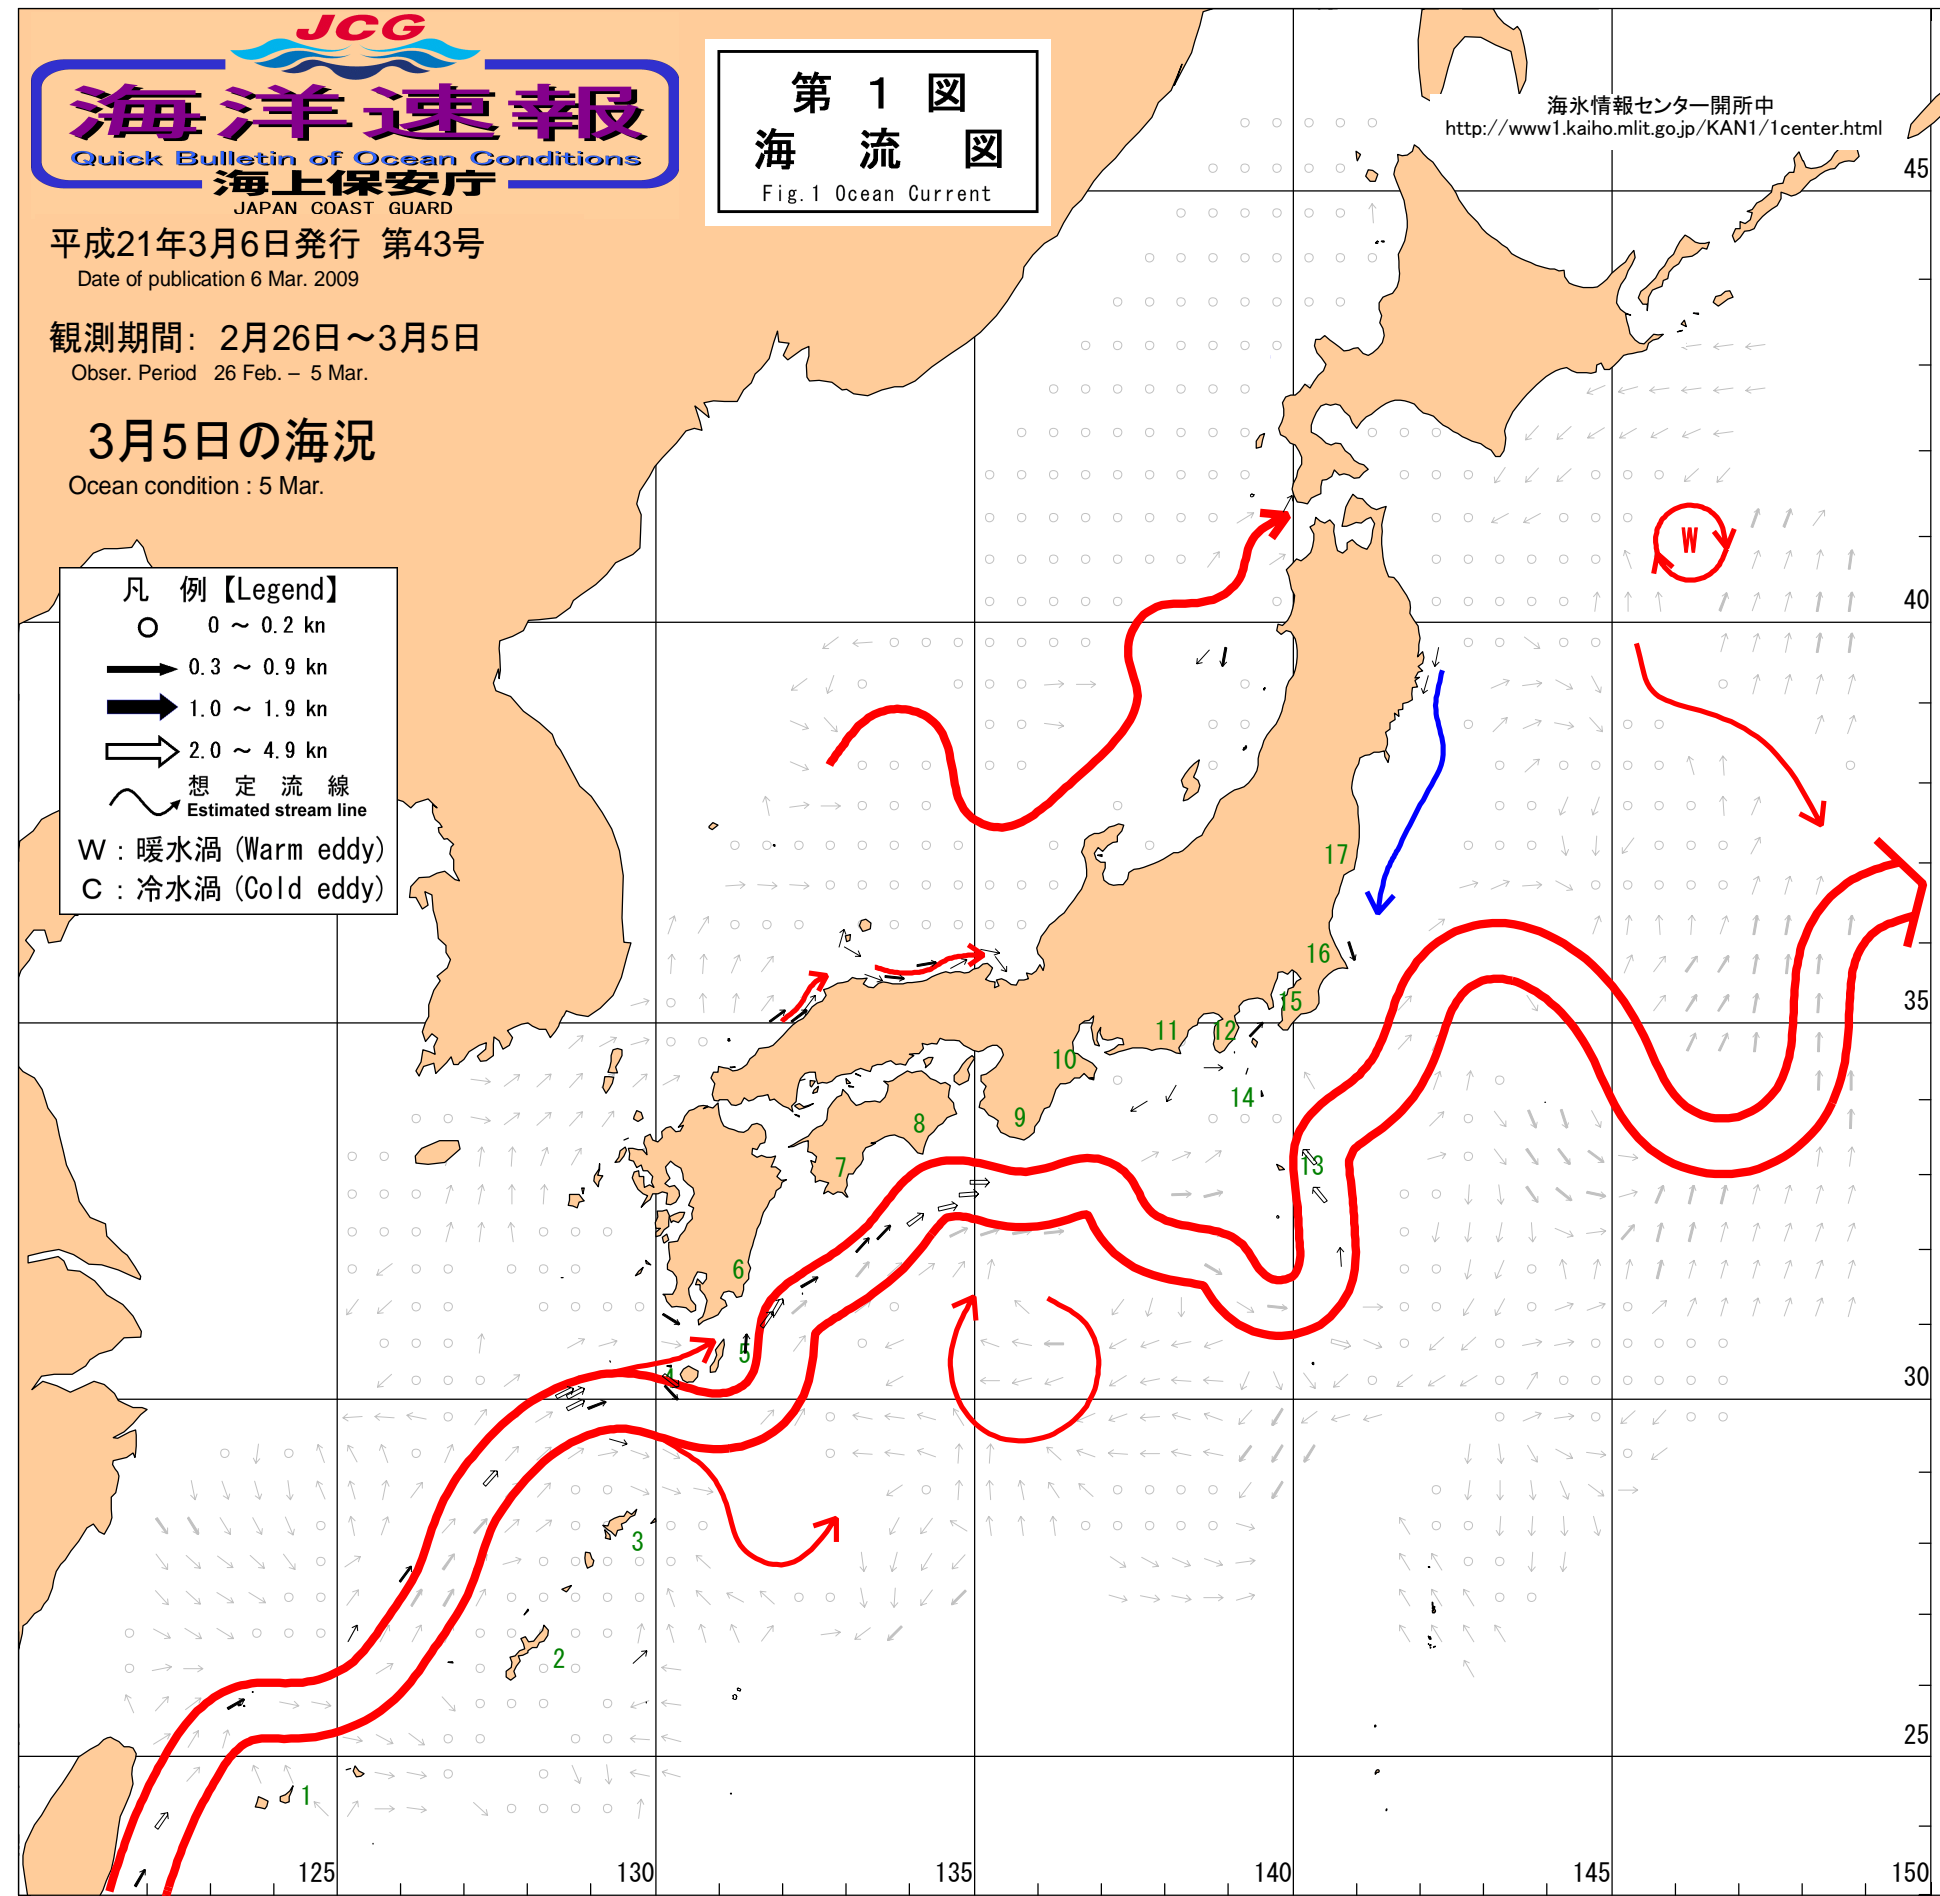 JCG
海洋速報
Quick Bulletin of Ocean Conditions
海上保安庁
JAPAN COAST GUARD
平成21年3月6日発行 第43号
Date of publication 6 Mar. 2009
観測期間: 2月26日～3月5日
Obser. Period 26 Feb. – 5 Mar.
3月5日の海況
Ocean condition : 5 Mar.
第 1 図
海 流 図
Fig.1 Ocean Current
海氷情報センター開所中
http://www1.kaiho.mlit.go.jp/KAN1/1center.html
凡 例【Legend】
0 ～ 0.2 kn
0.3 ～ 0.9 kn
1.0 ～ 1.9 kn
2.0 ～ 4.9 kn
想 定 流 線
Estimated stream line
W : 暖水渦 (Warm eddy)
C : 冷水渦 (Cold eddy)
45
W
40
17
16
35
15
12
11
10
14
9
8
7
13
6
5
4
30
3
2
25
1
125
130
135
140
145
150